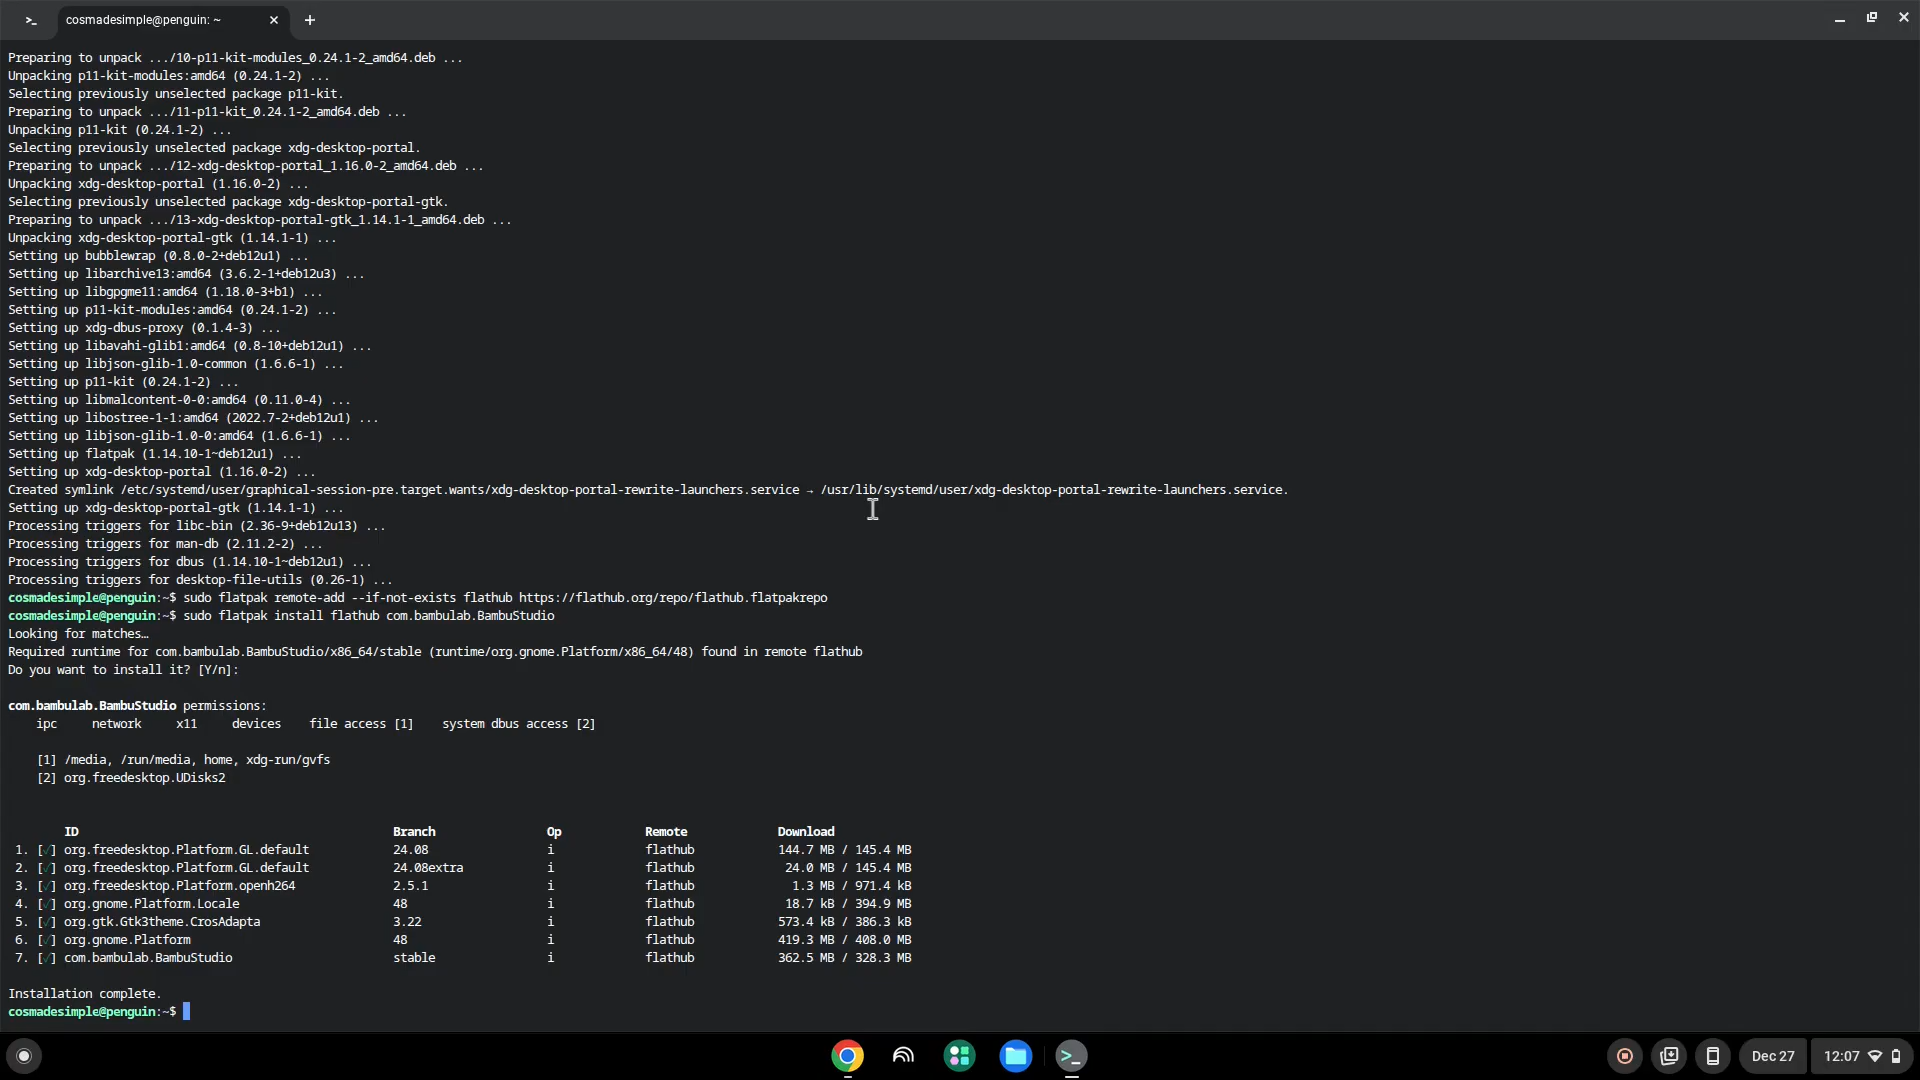 cosmadesimple@penguin: ~
Preparing to unpack .../10-p11-kit-modules_0.24.1-2_amd64.deb ...
Unpacking p11-kit-modules:amd64 (0.24.1-2) ...
Selecting previously unselected package p11-kit.
Preparing to unpack .../11-p11-kit_0.24.1-2_amd64.deb ...
Unpacking p11-kit (0.24.1-2) ...
Selecting previously unselected package xdg-desktop-portal.
Preparing to unpack .../12-xdg-desktop-portal_1.16.0-2_amd64.deb ...
Unpacking xdg-desktop-portal (1.16.0-2) ...
Selecting previously unselected package xdg-desktop-portal-gtk.
Preparing to unpack .../13-xdg-desktop-portal-gtk_1.14.1-1_amd64.deb ...
Unpacking xdg-desktop-portal-gtk (1.14.1-1) ...
Setting up bubblewrap (0.8.0-2+deb12u1) ...
Setting up libarchive13:amd64 (3.6.2-1+deb12u3) ...
Setting up libgpgme11:amd64 (1.18.0-3+b1) ...
Setting up p11-kit-modules:amd64 (0.24.1-2) ...
Setting up xdg-dbus-proxy (0.1.4-3) ...
Setting up libavahi-glib1:amd64 (0.8-10+deb12u1) ...
Setting up libjson-glib-1.0-common (1.6.6-1) ...
Setting up p11-kit (0.24.1-2) ...
Setting up libmalcontent-0-0:amd64 (0.11.0-4) ...
Setting up libostree-1-1:amd64 (2022.7-2+deb12u1) ...
Setting up libjson-glib-1.0-0:amd64 (1.6.6-1) ...
Setting up flatpak (1.14.10-1~deb12u1) ...
Setting up xdg-desktop-portal (1.16.0-2) ...
Created symlink /etc/systemd/user/graphical-session-pre.target.wants/xdg-desktop-portal-rewrite-launchers.service → /usr/lib/systemd/user/xdg-desktop-portal-rewrite-launchers.service.
Setting up xdg-desktop-portal-gtk (1.14.1-1) ...
Processing triggers for libc-bin (2.36-9+deb12u13) ...
Processing triggers for man-db (2.11.2-2) ...
Processing triggers for dbus (1.14.10-1~deb12u1) ...
Processing triggers for desktop-file-utils (0.26-1) ...
cosmadesimple@penguin:~$ sudo flatpak remote-add --if-not-exists flathub https://flathub.org/repo/flathub.flatpakrepo
cosmadesimple@penguin:~$ sudo flatpak install flathub com.bambulab.BambuStudio
Looking for matches…
Required runtime for com.bambulab.BambuStudio/x86_64/stable (runtime/org.gnome.Platform/x86_64/48) found in remote flathub
Do you want to install it? [Y/n]:
com.bambulab.BambuStudio permissions:
ipc network x11 devices file access [1] system dbus access [2]
[1] /media, /run/media, home, xdg-run/gvfs
[2] org.freedesktop.UDisks2
ID Branch Op Remote Download
1. [✓] org.freedesktop.Platform.GL.default 24.08 i flathub 144.7 MB / 145.4 MB
2. [✓] org.freedesktop.Platform.GL.default 24.08extra i flathub 24.0 MB / 145.4 MB
3. [✓] org.freedesktop.Platform.openh264 2.5.1 i flathub 1.3 MB / 971.4 kB
4. [✓] org.gnome.Platform.Locale 48 i flathub 18.7 kB / 394.9 MB
5. [✓] org.gtk.Gtk3theme.CrosAdapta 3.22 i flathub 573.4 kB / 386.3 kB
6. [✓] org.gnome.Platform 48 i flathub 419.3 MB / 408.0 MB
7. [✓] com.bambulab.BambuStudio stable i flathub 362.5 MB / 328.3 MB
Installation complete.
cosmadesimple@penguin:~$
Dec 27 12:07